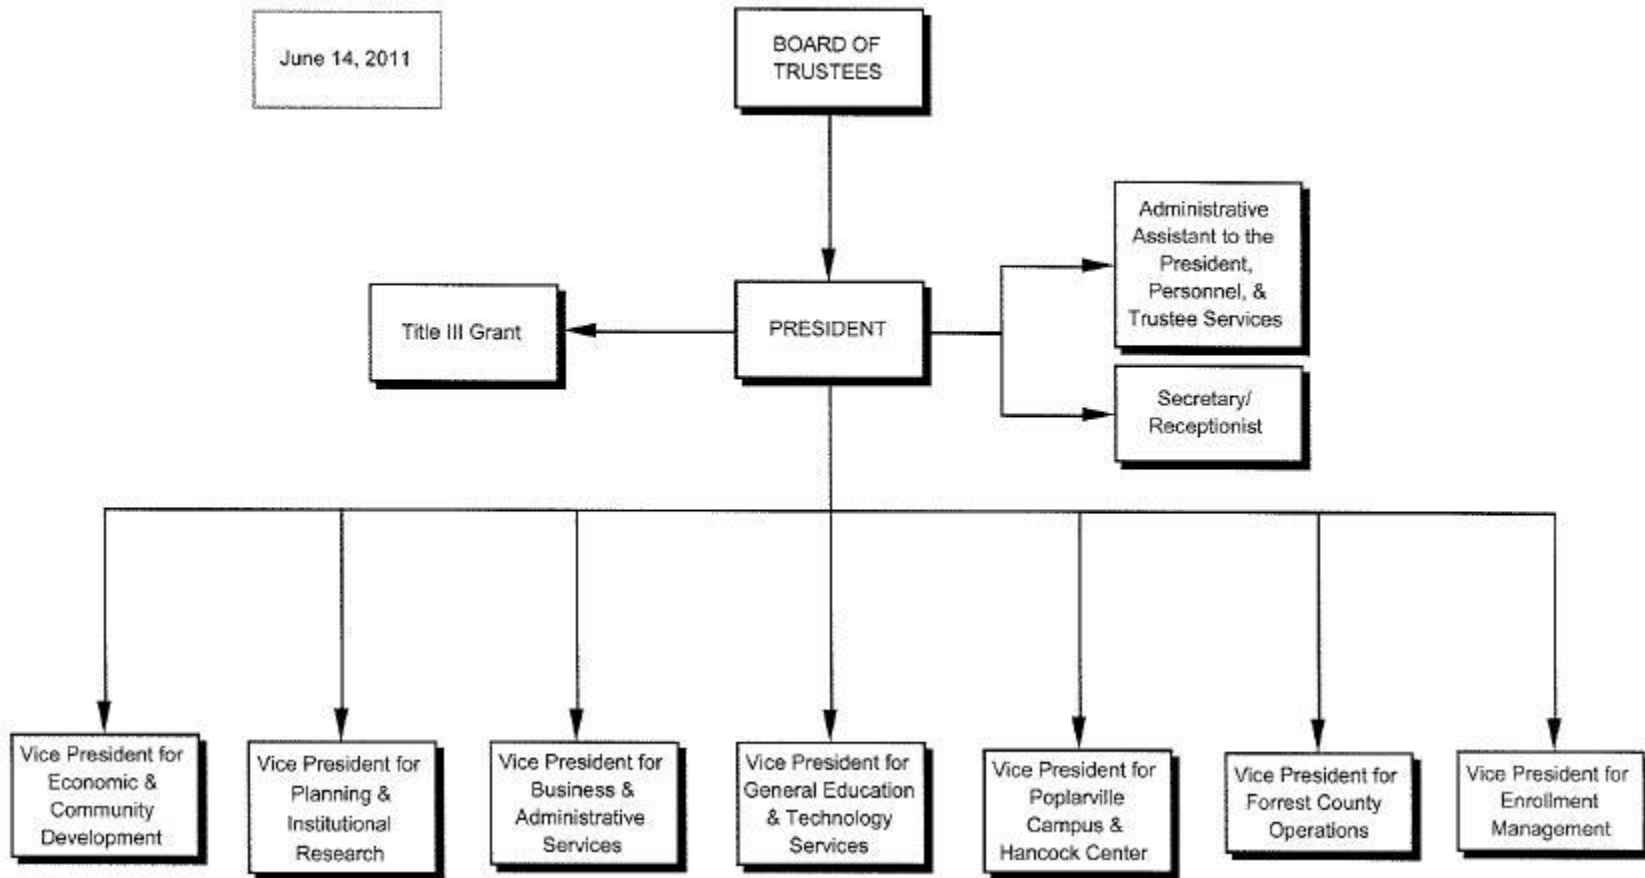 June 14, 2011
BOARD OF
TRUSTEES
Administrative
Assistant to the
President,
Personnel, &
Trustee Services
Title III Grant
PRESIDENT
Secretary/
Receptionist
Vice President for
Economic &
Community
Development
Vice President for
Planning &
Institutional
Research
Vice President for
Business &
Administrative
Services
Vice President for
General Education
& Technology
Services
Vice President for
Poplarville
Campus &
Hancock Center
Vice President for
Forrest County
Operations
Vice President for
Enrollment
Management